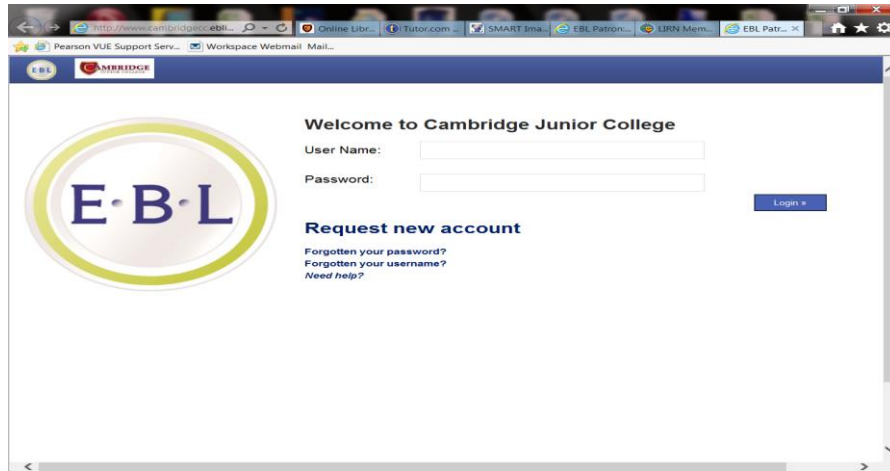 http://www.cambridgecc.ebli...
Online Libr...
Tutor.com ...
SMART Ima...
EBL Patron:...
LIRN Mem...
EBL Patr...
Pearson VUE Support Serv...
Workspace Webmail Mail...
EBL
CAMBRIDGE
JUNIOR COLLEGE
E·B·L
Welcome to Cambridge Junior College
User Name:
Password:
Login »
Request new account
Forgotten your password?
Forgotten your username?
Need help?